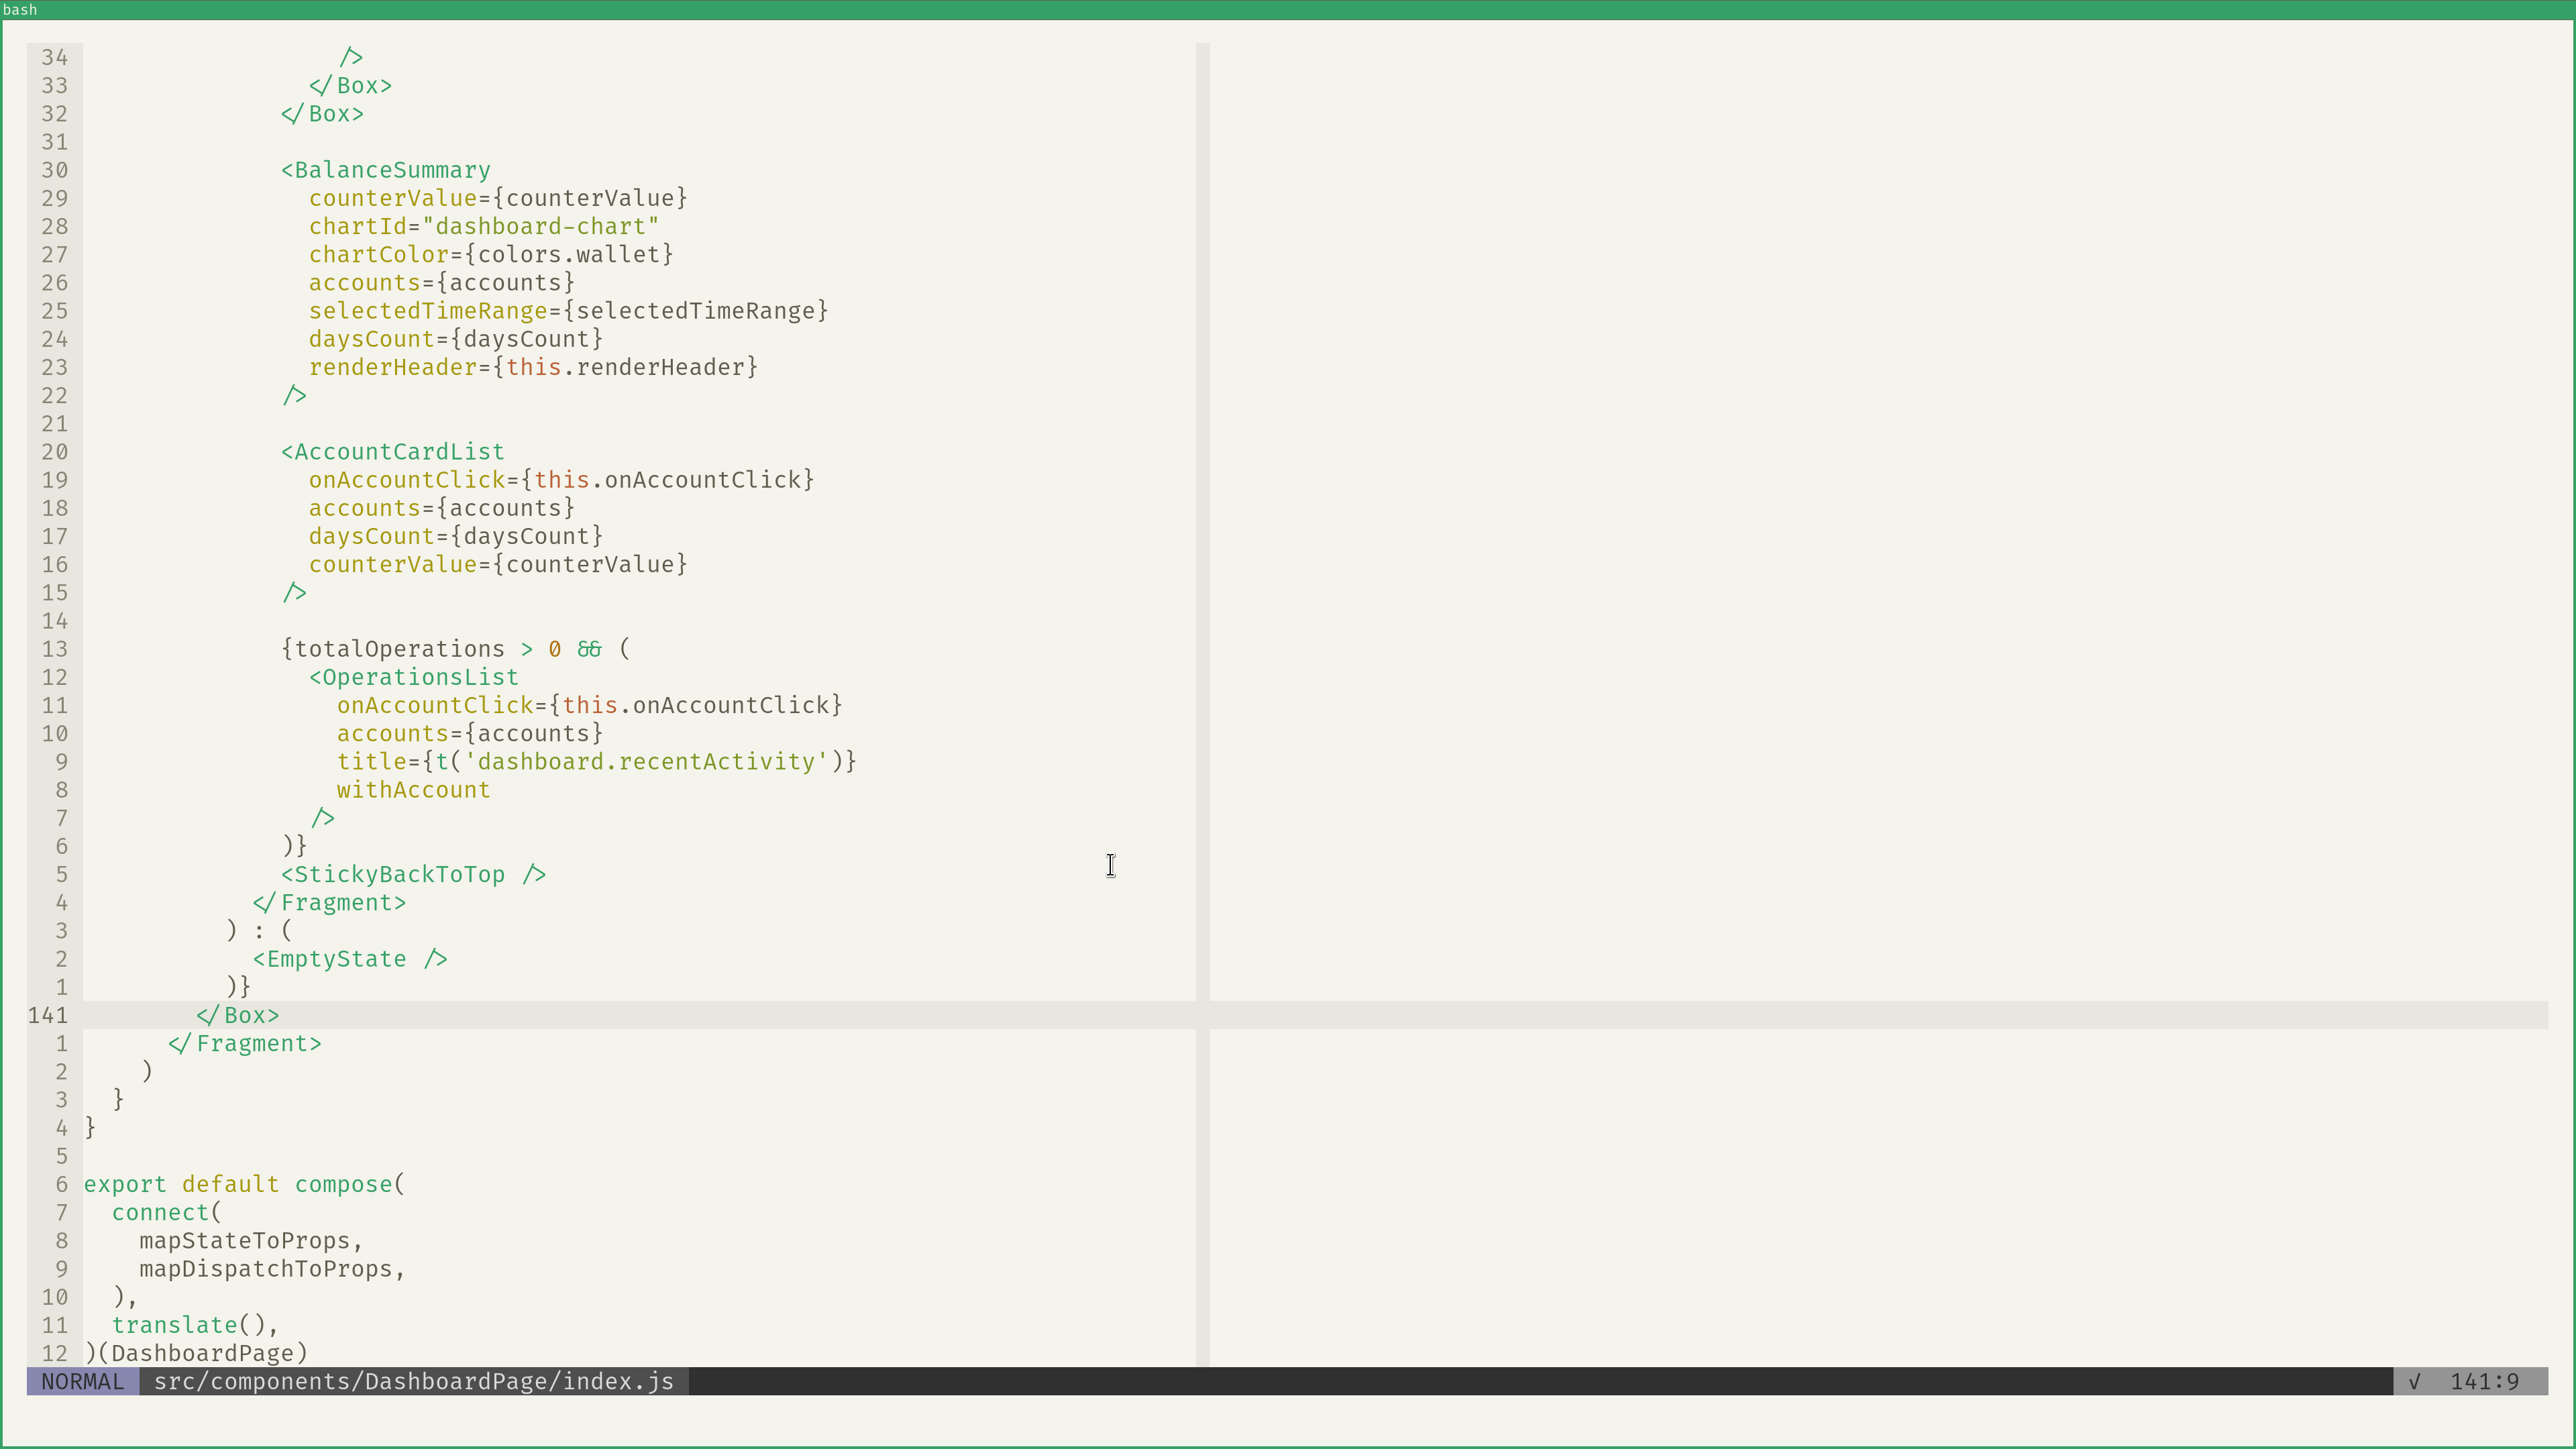 bash
34                   />
33                 </Box>
32               </Box>
31
30               <BalanceSummary
29                 counterValue={counterValue}
28                 chartId="dashboard-chart"
27                 chartColor={colors.wallet}
26                 accounts={accounts}
25                 selectedTimeRange={selectedTimeRange}
24                 daysCount={daysCount}
23                 renderHeader={this.renderHeader}
22               />
21
20               <AccountCardList
19                 onAccountClick={this.onAccountClick}
18                 accounts={accounts}
17                 daysCount={daysCount}
16                 counterValue={counterValue}
15               />
14
13               {totalOperations > 0 && (
12                 <OperationsList
11                   onAccountClick={this.onAccountClick}
10                   accounts={accounts}
9                   title={t('dashboard.recentActivity')}
8                   withAccount
7                 />
6               )}
5               <StickyBackToTop />
4             </Fragment>
3           ) : (
2             <EmptyState />
1           )}
141         </Box>
1       </Fragment>
2     )
3   }
4 }
5
6 export default compose(
7   connect(
8     mapStateToProps,
9     mapDispatchToProps,
10   ),
11   translate(),
12 )(DashboardPage)
NORMAL src/components/DashboardPage/index.js √ 141:9